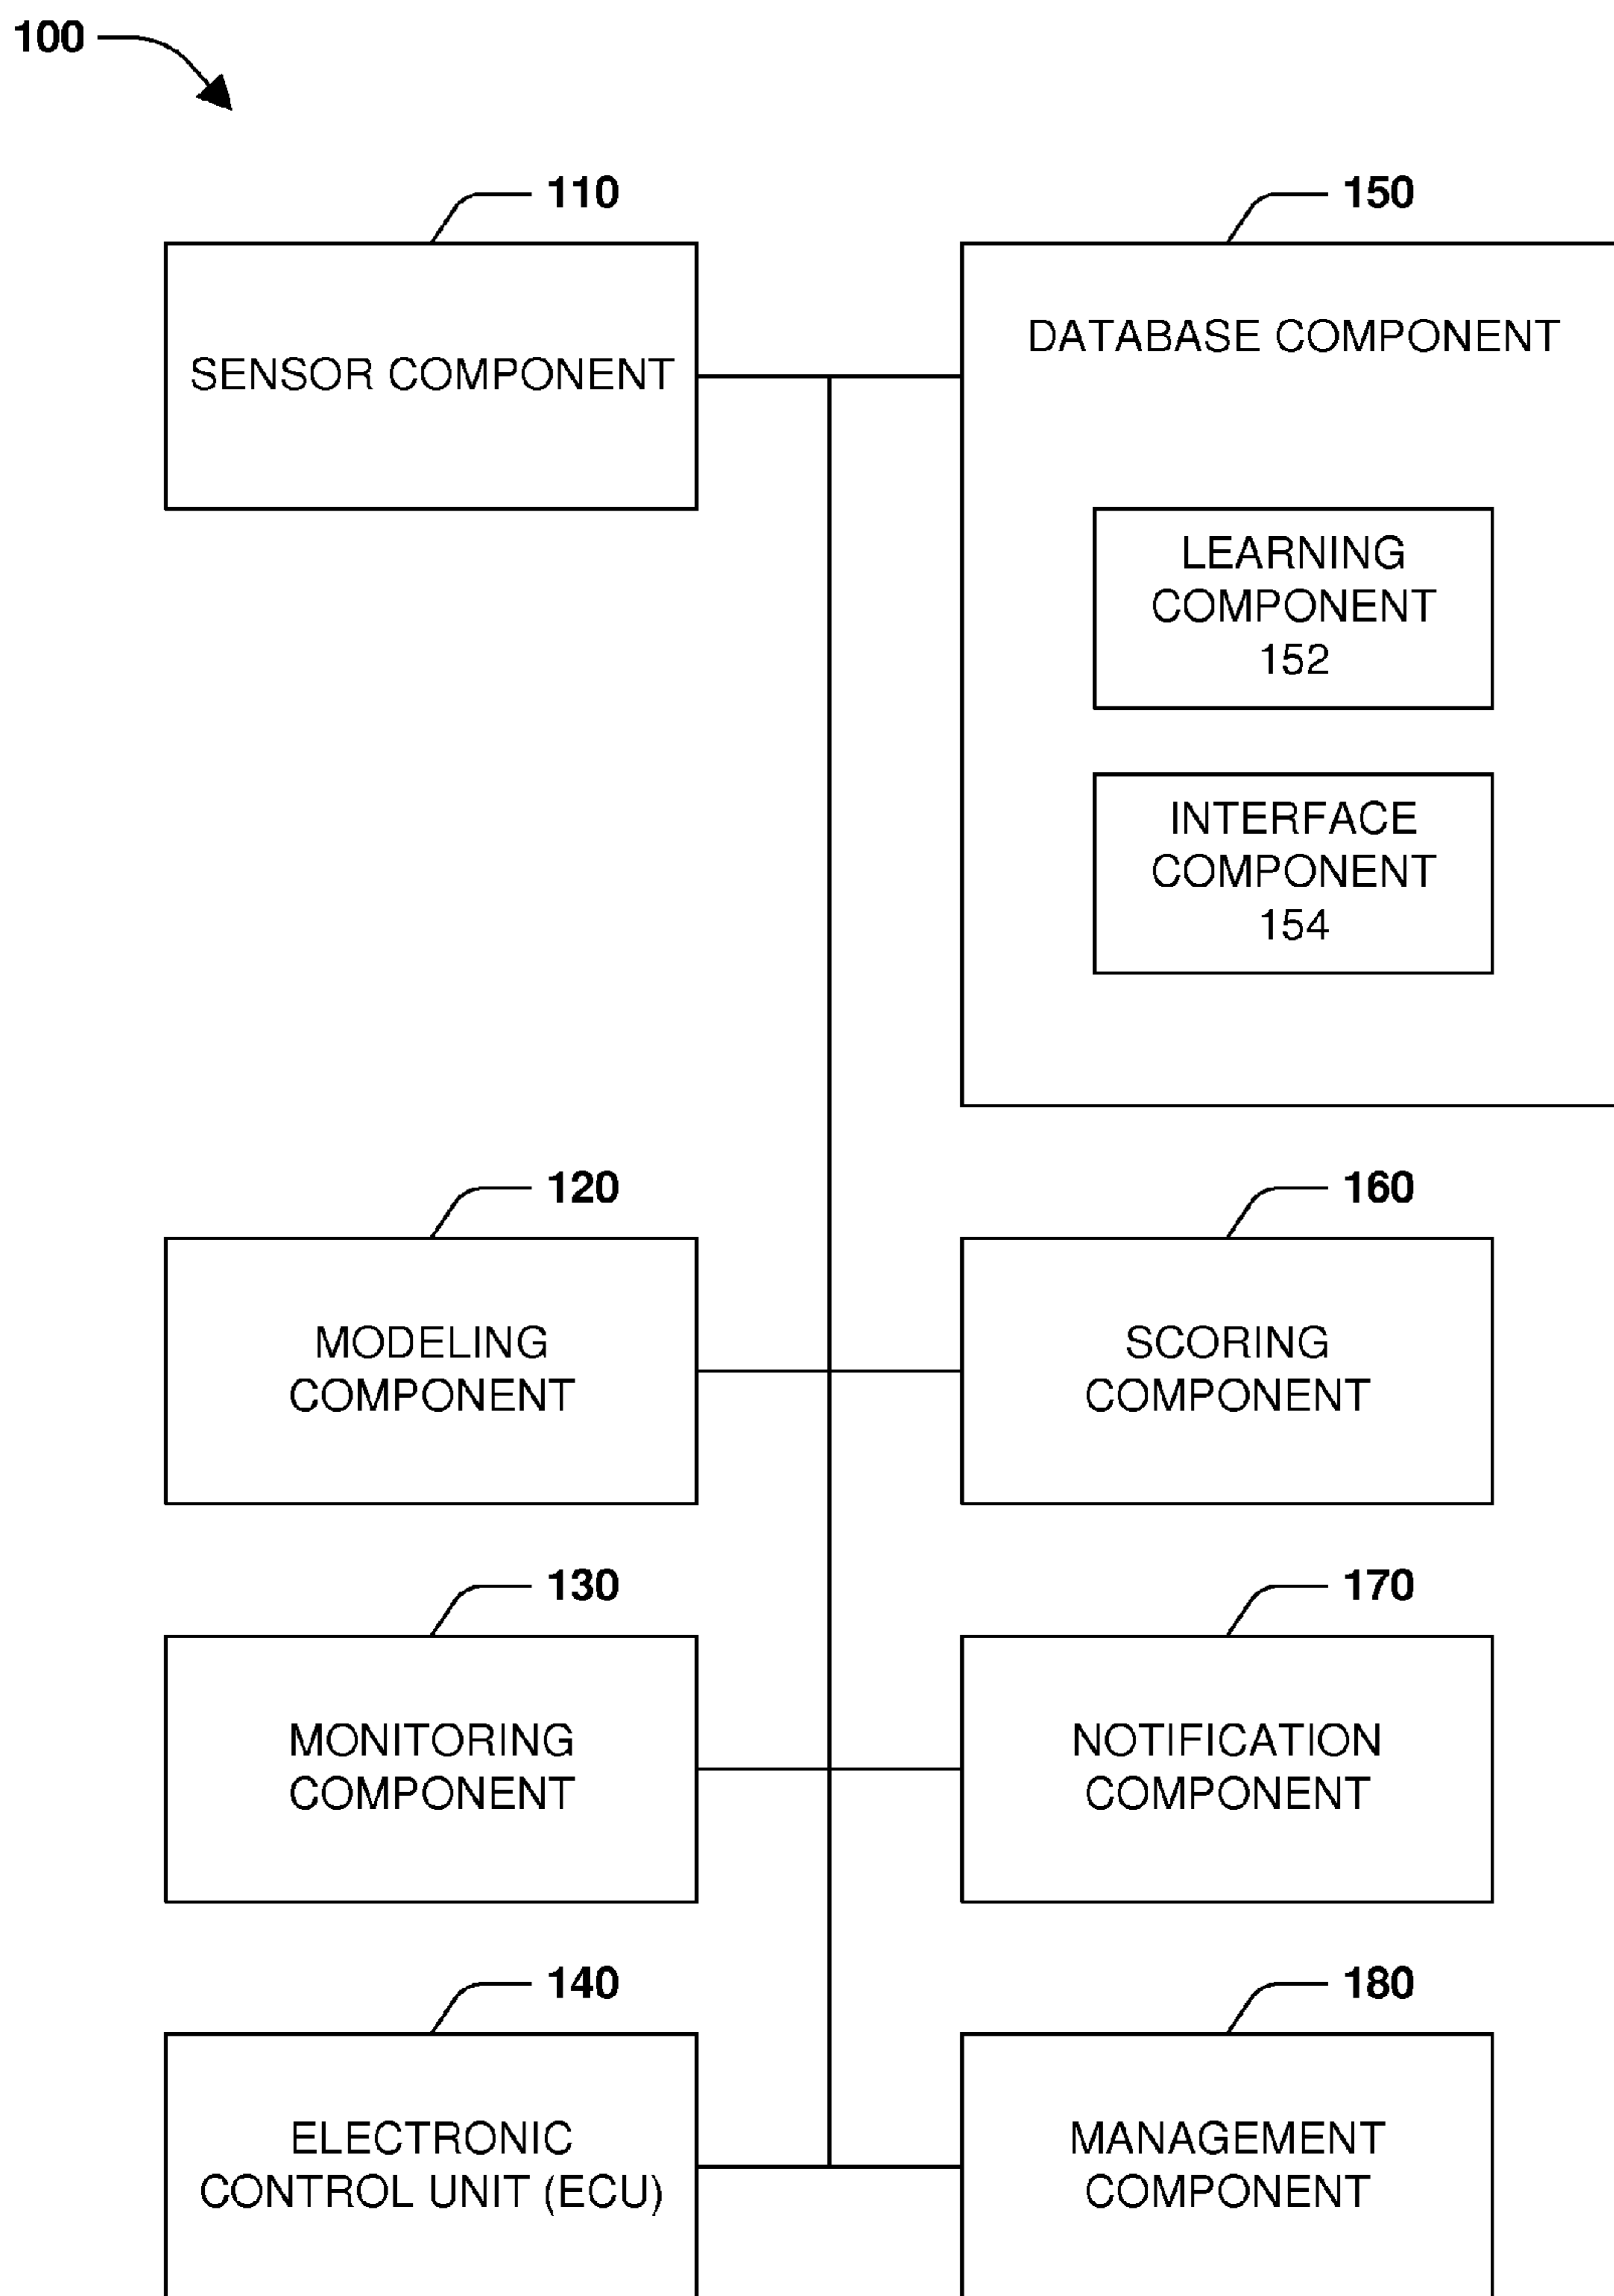 100
110
SENSOR COMPONENT
150
DATABASE COMPONENT
LEARNING
COMPONENT
152
INTERFACE
COMPONENT
154
120
MODELING
COMPONENT
160
SCORING
COMPONENT
130
MONITORING
COMPONENT
170
NOTIFICATION
COMPONENT
140
ELECTRONIC
CONTROL UNIT (ECU)
180
MANAGEMENT
COMPONENT